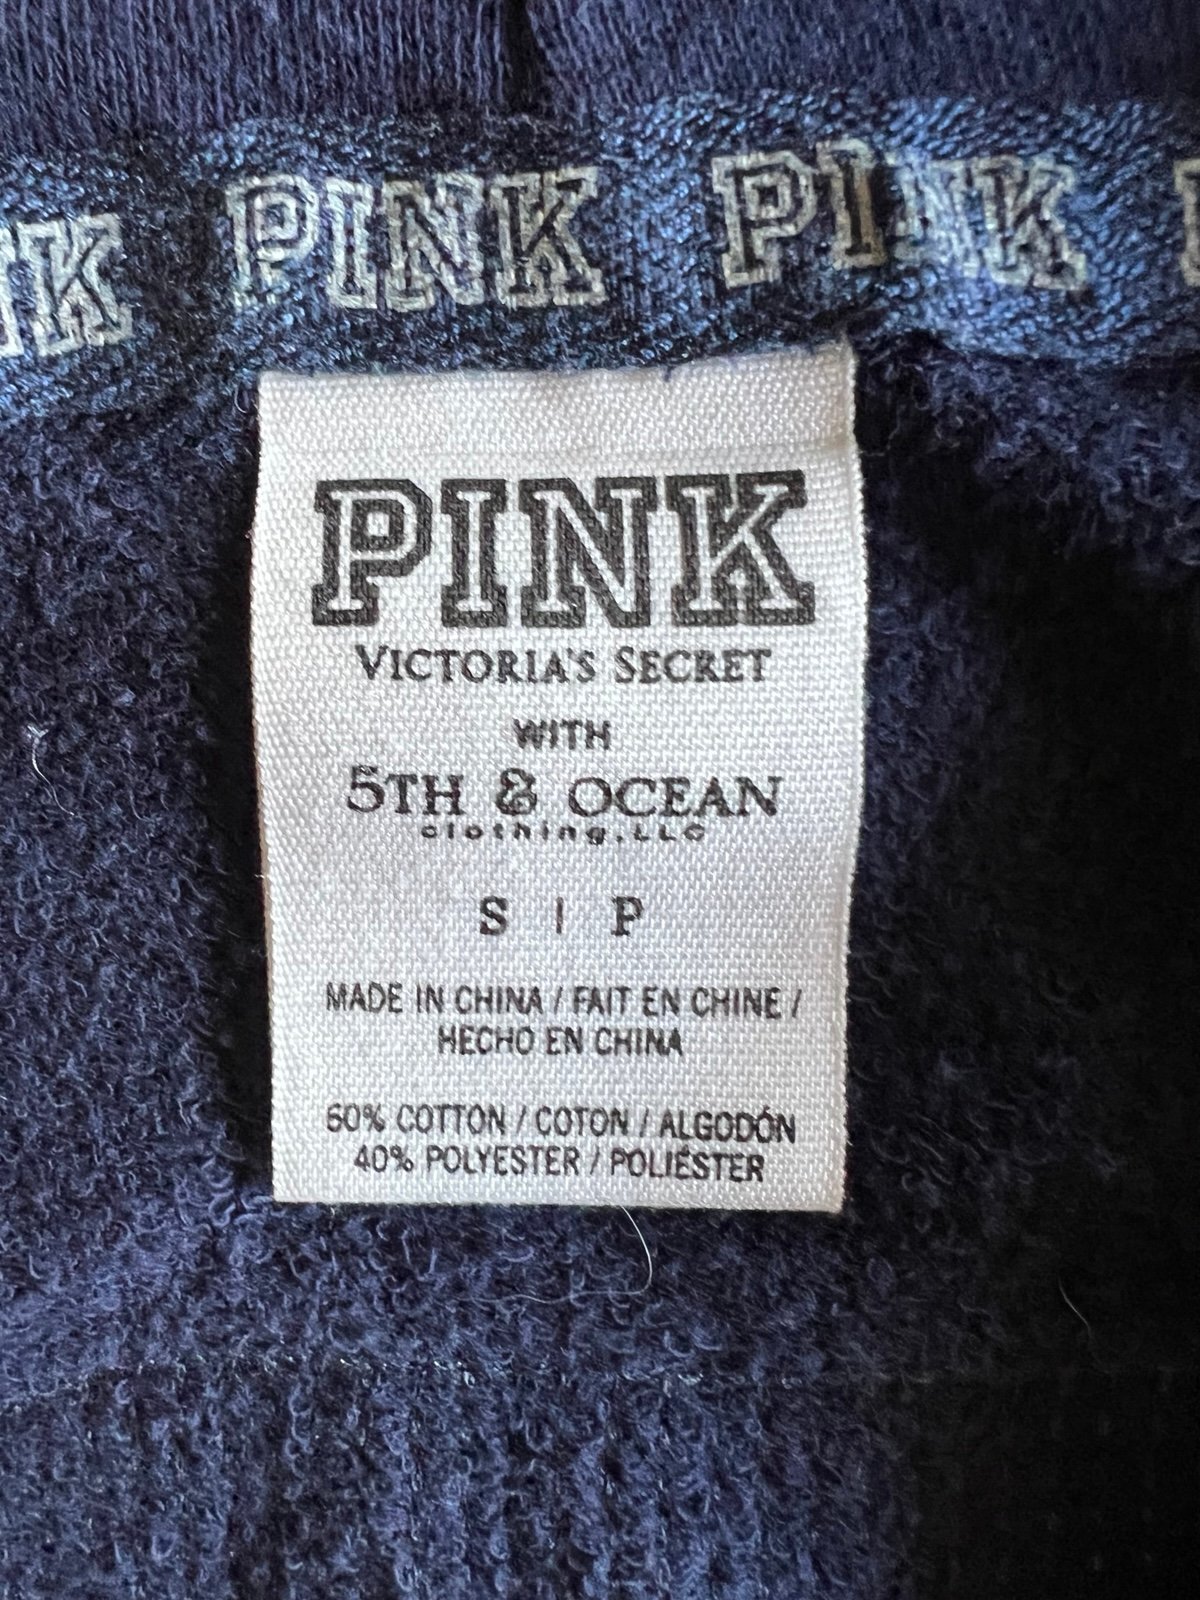 PINK PINK
PINK
VICTORIA'S SECRET
WITH
5TH & OCEAN
clothing, LLC
S | P
MADE IN CHINA / FAIT EN CHINE /
HECHO EN CHINA
60% COTTON / COTON / ALGODÓN
40% POLYESTER / POLIÉSTER